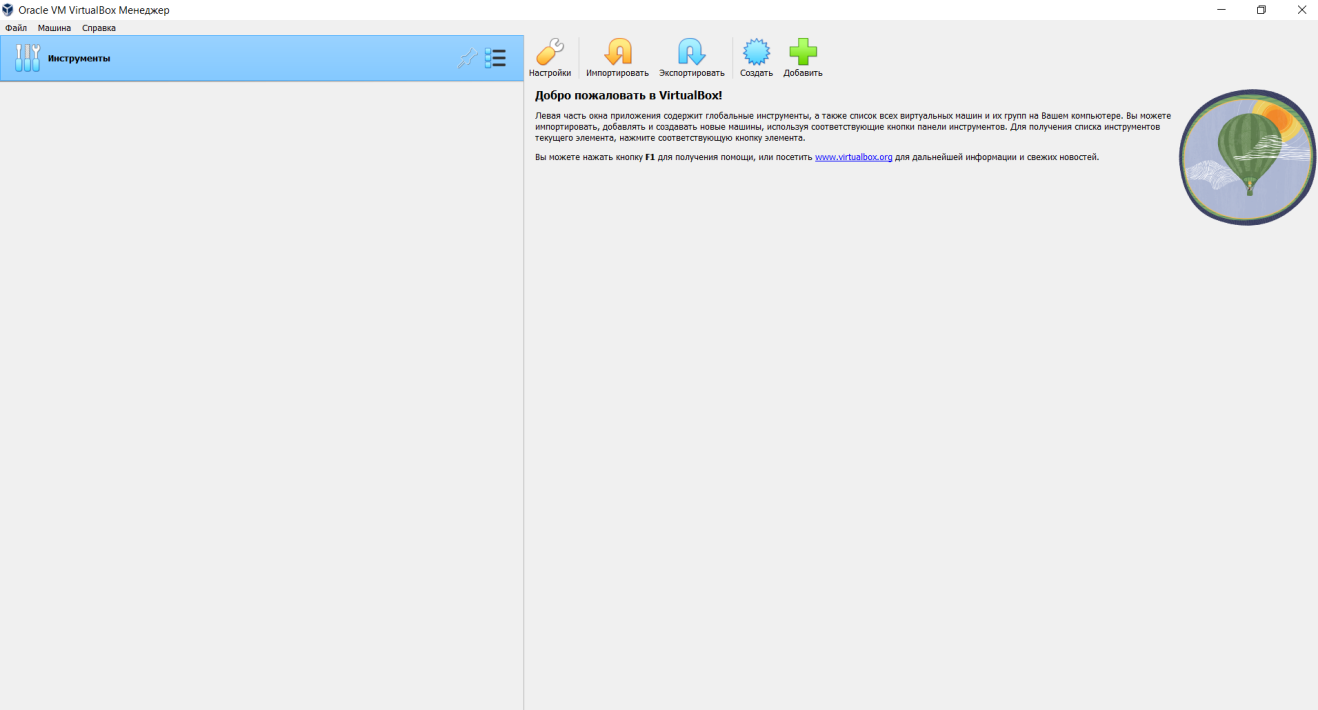 Oracle VM VirtualBox Менеджер
Файл Машина Справка
Инструменты
Настройки Импортировать Экспортировать Создать Добавить
Добро пожаловать в VirtualBox!
Левая часть окна приложения содержит глобальные инструменты, а также список всех виртуальных машин и их групп на Вашем компьютере. Вы можете
импортировать, добавлять и создавать новые машины, используя соответствующие кнопки панели инструментов. Для получения списка инструментов
текущего элемента, нажмите соответствующую кнопку элемента.
Вы можете нажать кнопку F1 для получения помощи, или посетить www.virtualbox.org для дальнейшей информации и свежих новостей.